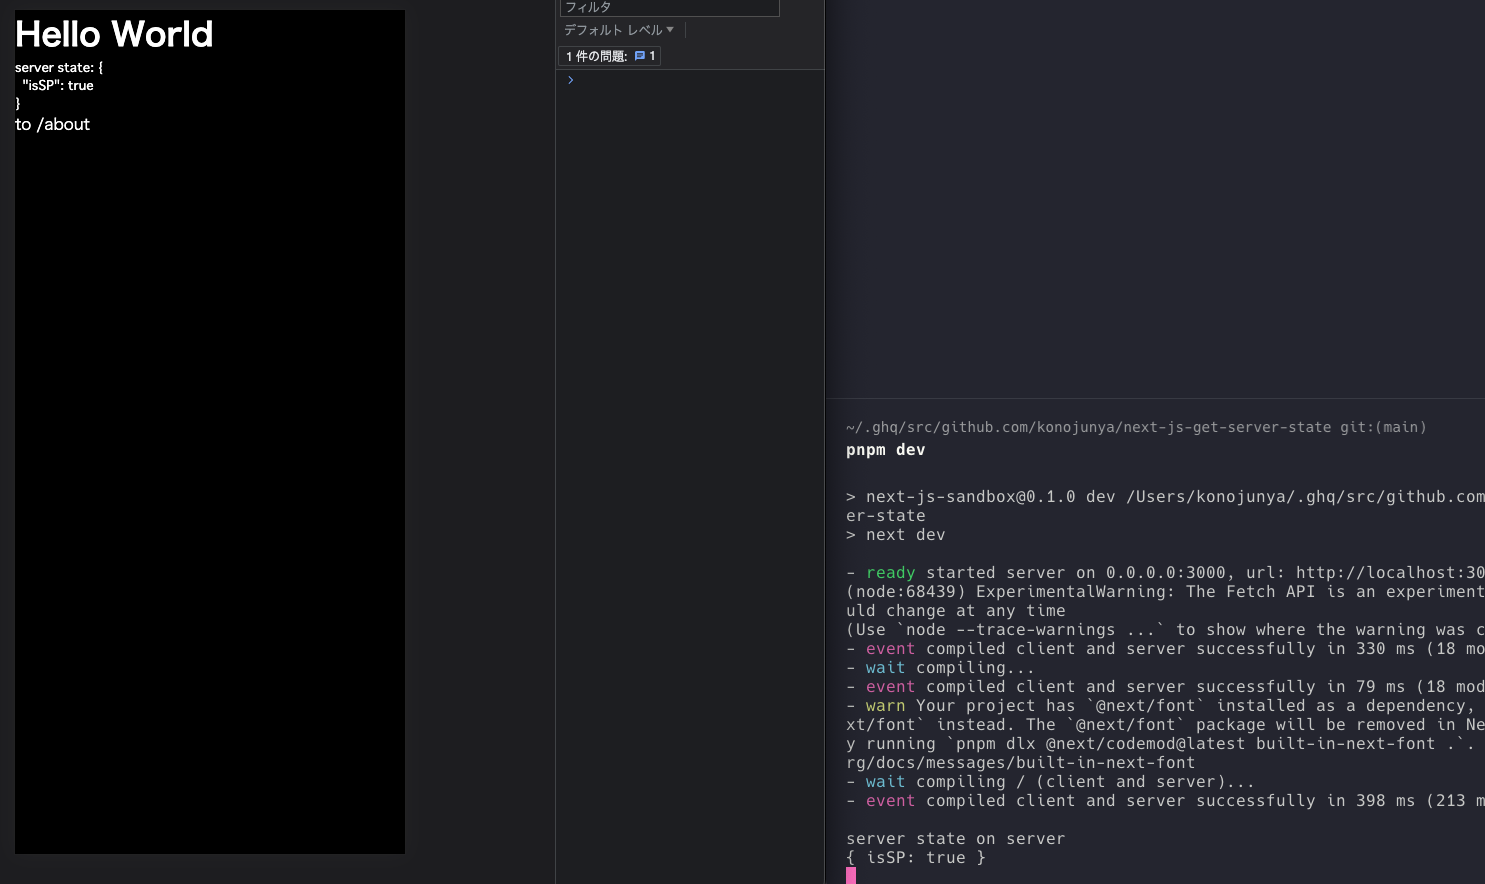 Hello World
server state: {
"isSP": true
}
to /about
フィルタ
デフォルト レベル
1 件の問題: 1
~/.ghq/src/github.com/konojunya/next-js-get-server-state git:(main)
pnpm dev
> next-js-sandbox@0.1.0 dev /Users/konojunya/.ghq/src/github.com
er-state
> next dev
- ready started server on 0.0.0.0:3000, url: http://localhost:30
(node:68439) ExperimentalWarning: The Fetch API is an experiment
uld change at any time
(Use `node --trace-warnings ...` to show where the warning was c
- event compiled client and server successfully in 330 ms (18 mo
- wait compiling...
- event compiled client and server successfully in 79 ms (18 mod
- warn Your project has `@next/font` installed as a dependency,
xt/font` instead. The `@next/font` package will be removed in Ne
y running `pnpm dlx @next/codemod@latest built-in-next-font .`.
rg/docs/messages/built-in-next-font
- wait compiling / (client and server)...
- event compiled client and server successfully in 398 ms (213 m
server state on server
{ isSP: true }